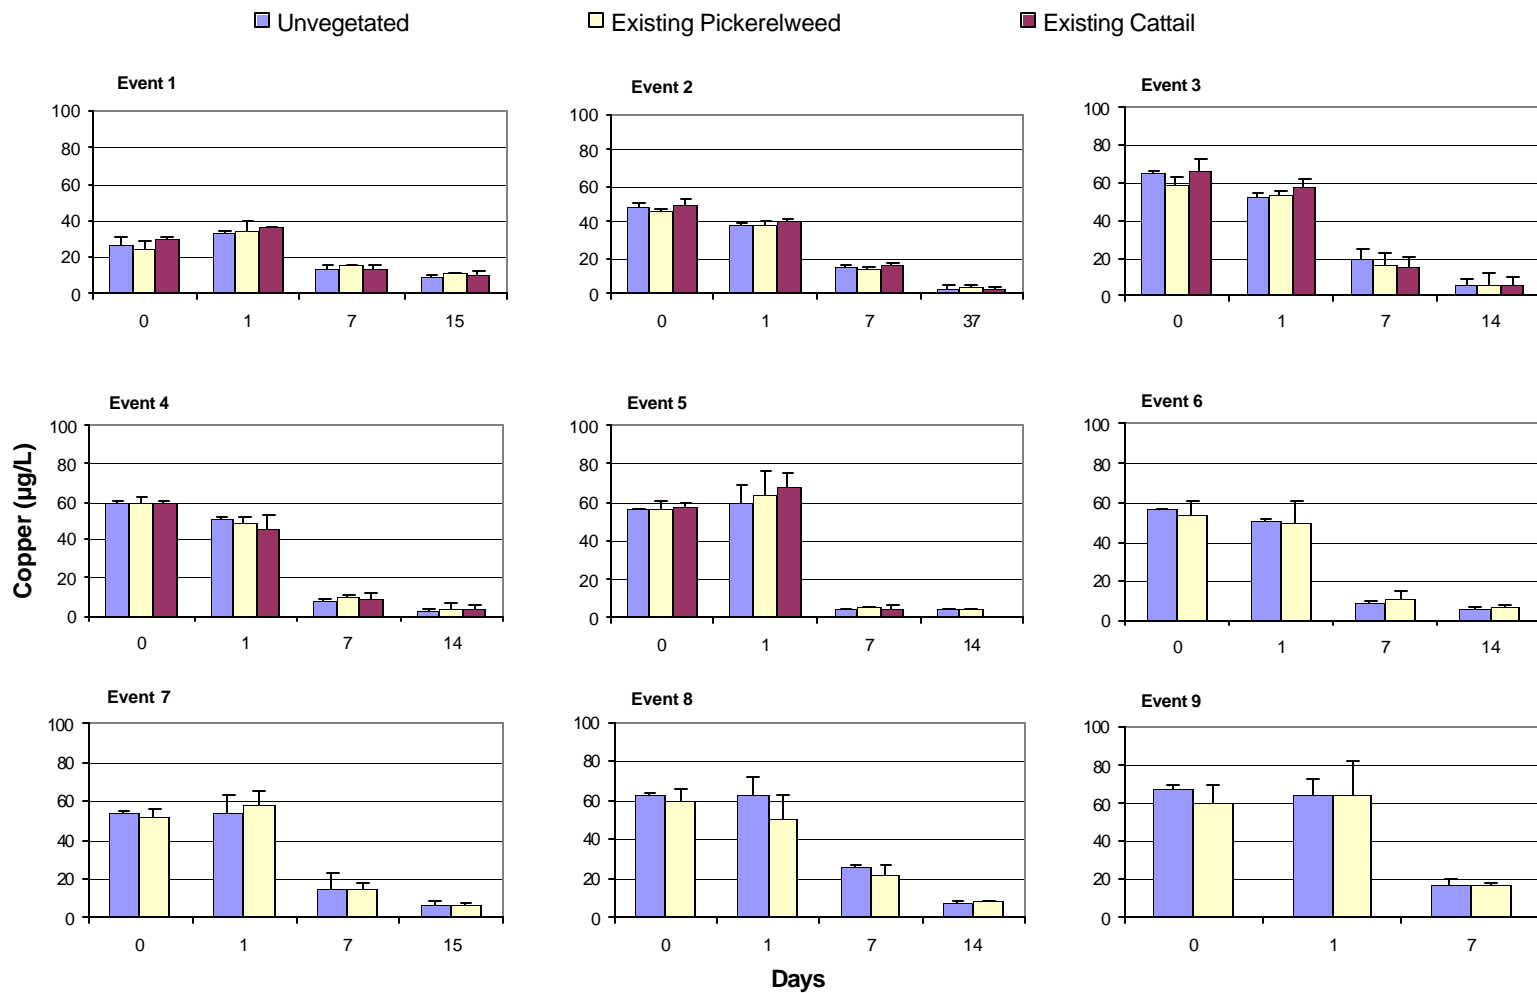 Unvegetated Existing Pickerelweed Existing Cattail
Event 1
100
80
60
40
20
0
0 1 7 15
Event 2
100
80
60
40
20
0
0 1 7 37
Event 3
100
80
60
40
20
0
0 1 7 14
Copper (µg/L)
Event 4
100
80
60
40
20
0
0 1 7 14
Event 5
100
80
60
40
20
0
0 1 7 14
Event 6
100
80
60
40
20
0
0 1 7 14
Event 7
100
80
60
40
20
0
0 1 7 15
Event 8
100
80
60
40
20
0
0 1 7 14
Event 9
100
80
60
40
20
0
0 1 7
Days